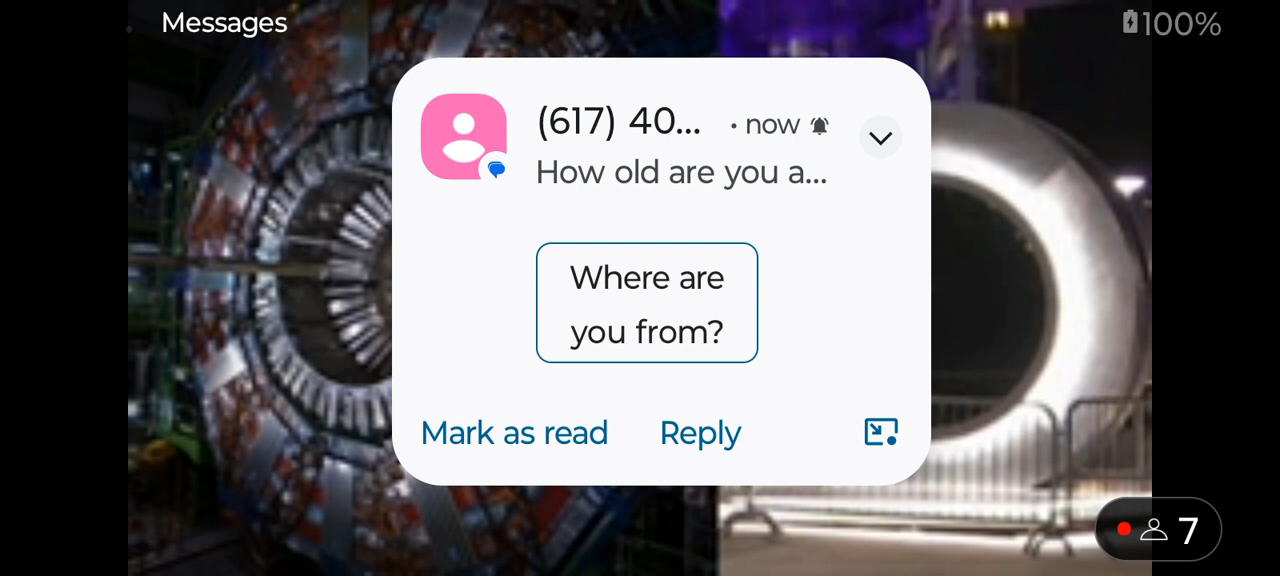 Messages
100%
(617) 40... • now
How old are you a...
Where are
you from?
Mark as read Reply
7